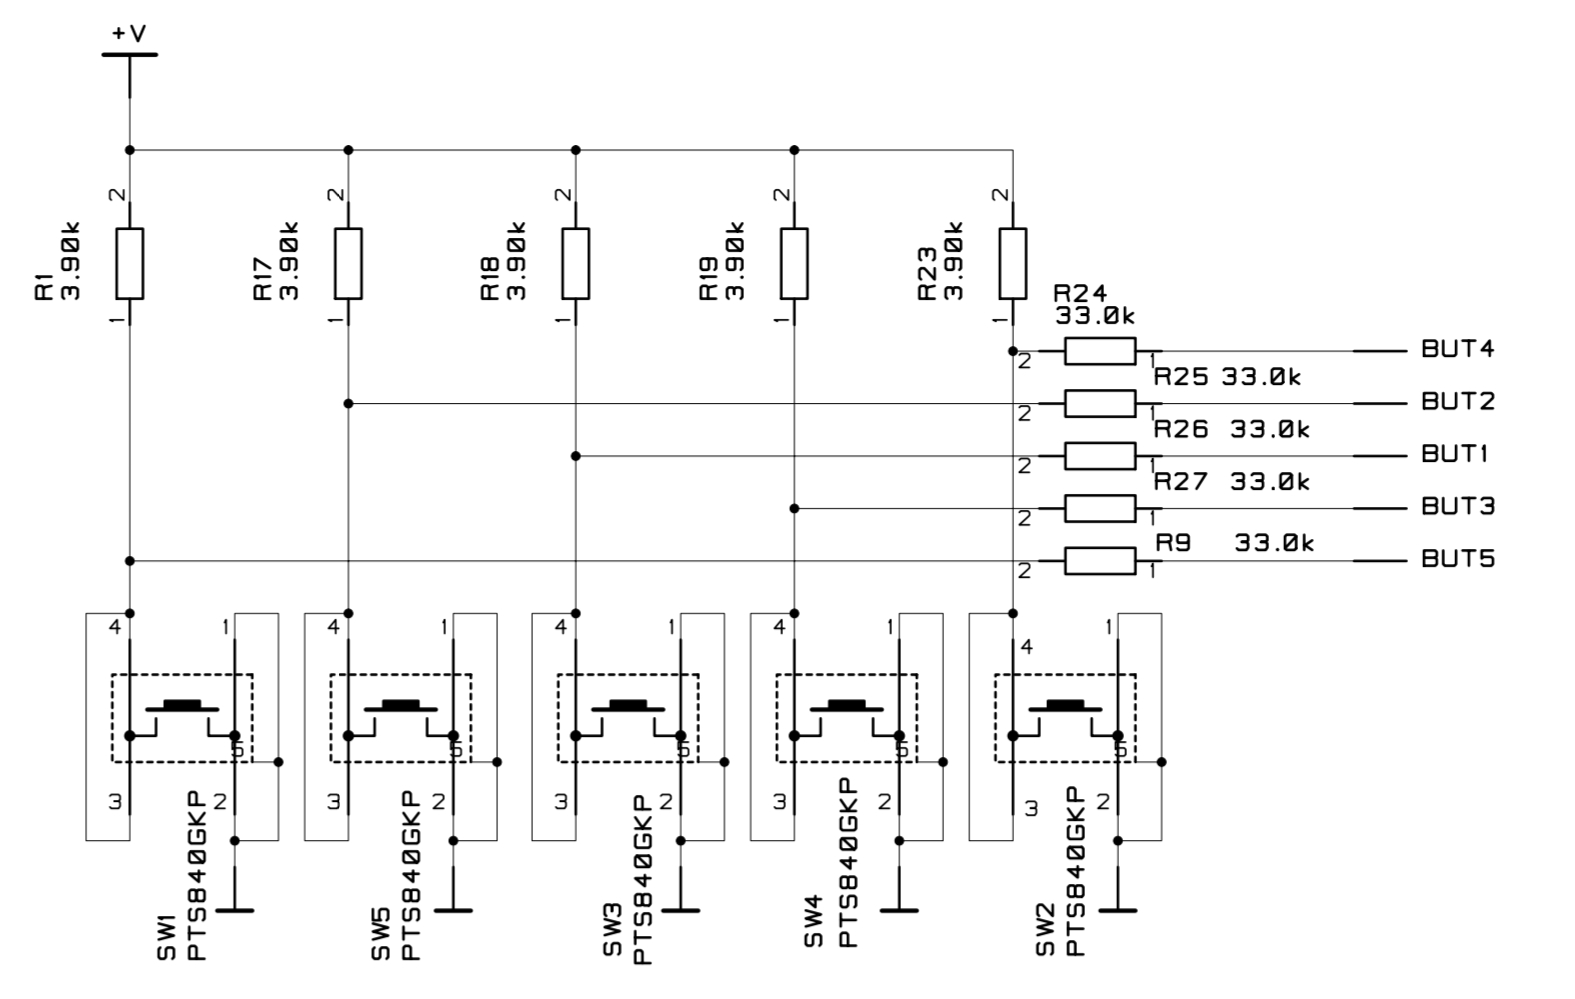 +V
2
2
2
2
2
R1
3.90k
R17
3.90k
R18
3.90k
R19
3.90k
R23
3.90k
1
1
1
1
1
R24
33.0k
2
1
BUT4
R25 33.0k
2
1
BUT2
R26 33.0k
2
1
BUT1
R27 33.0k
2
1
BUT3
R9 33.0k
2
1
BUT5
4
1
4
1
4
1
4
1
4
1
5
5
5
5
5
3
2
3
2
3
2
3
2
3
2
SW1
PTS840GKP
SW5
PTS840GKP
SW3
PTS840GKP
SW4
PTS840GKP
SW2
PTS840GKP